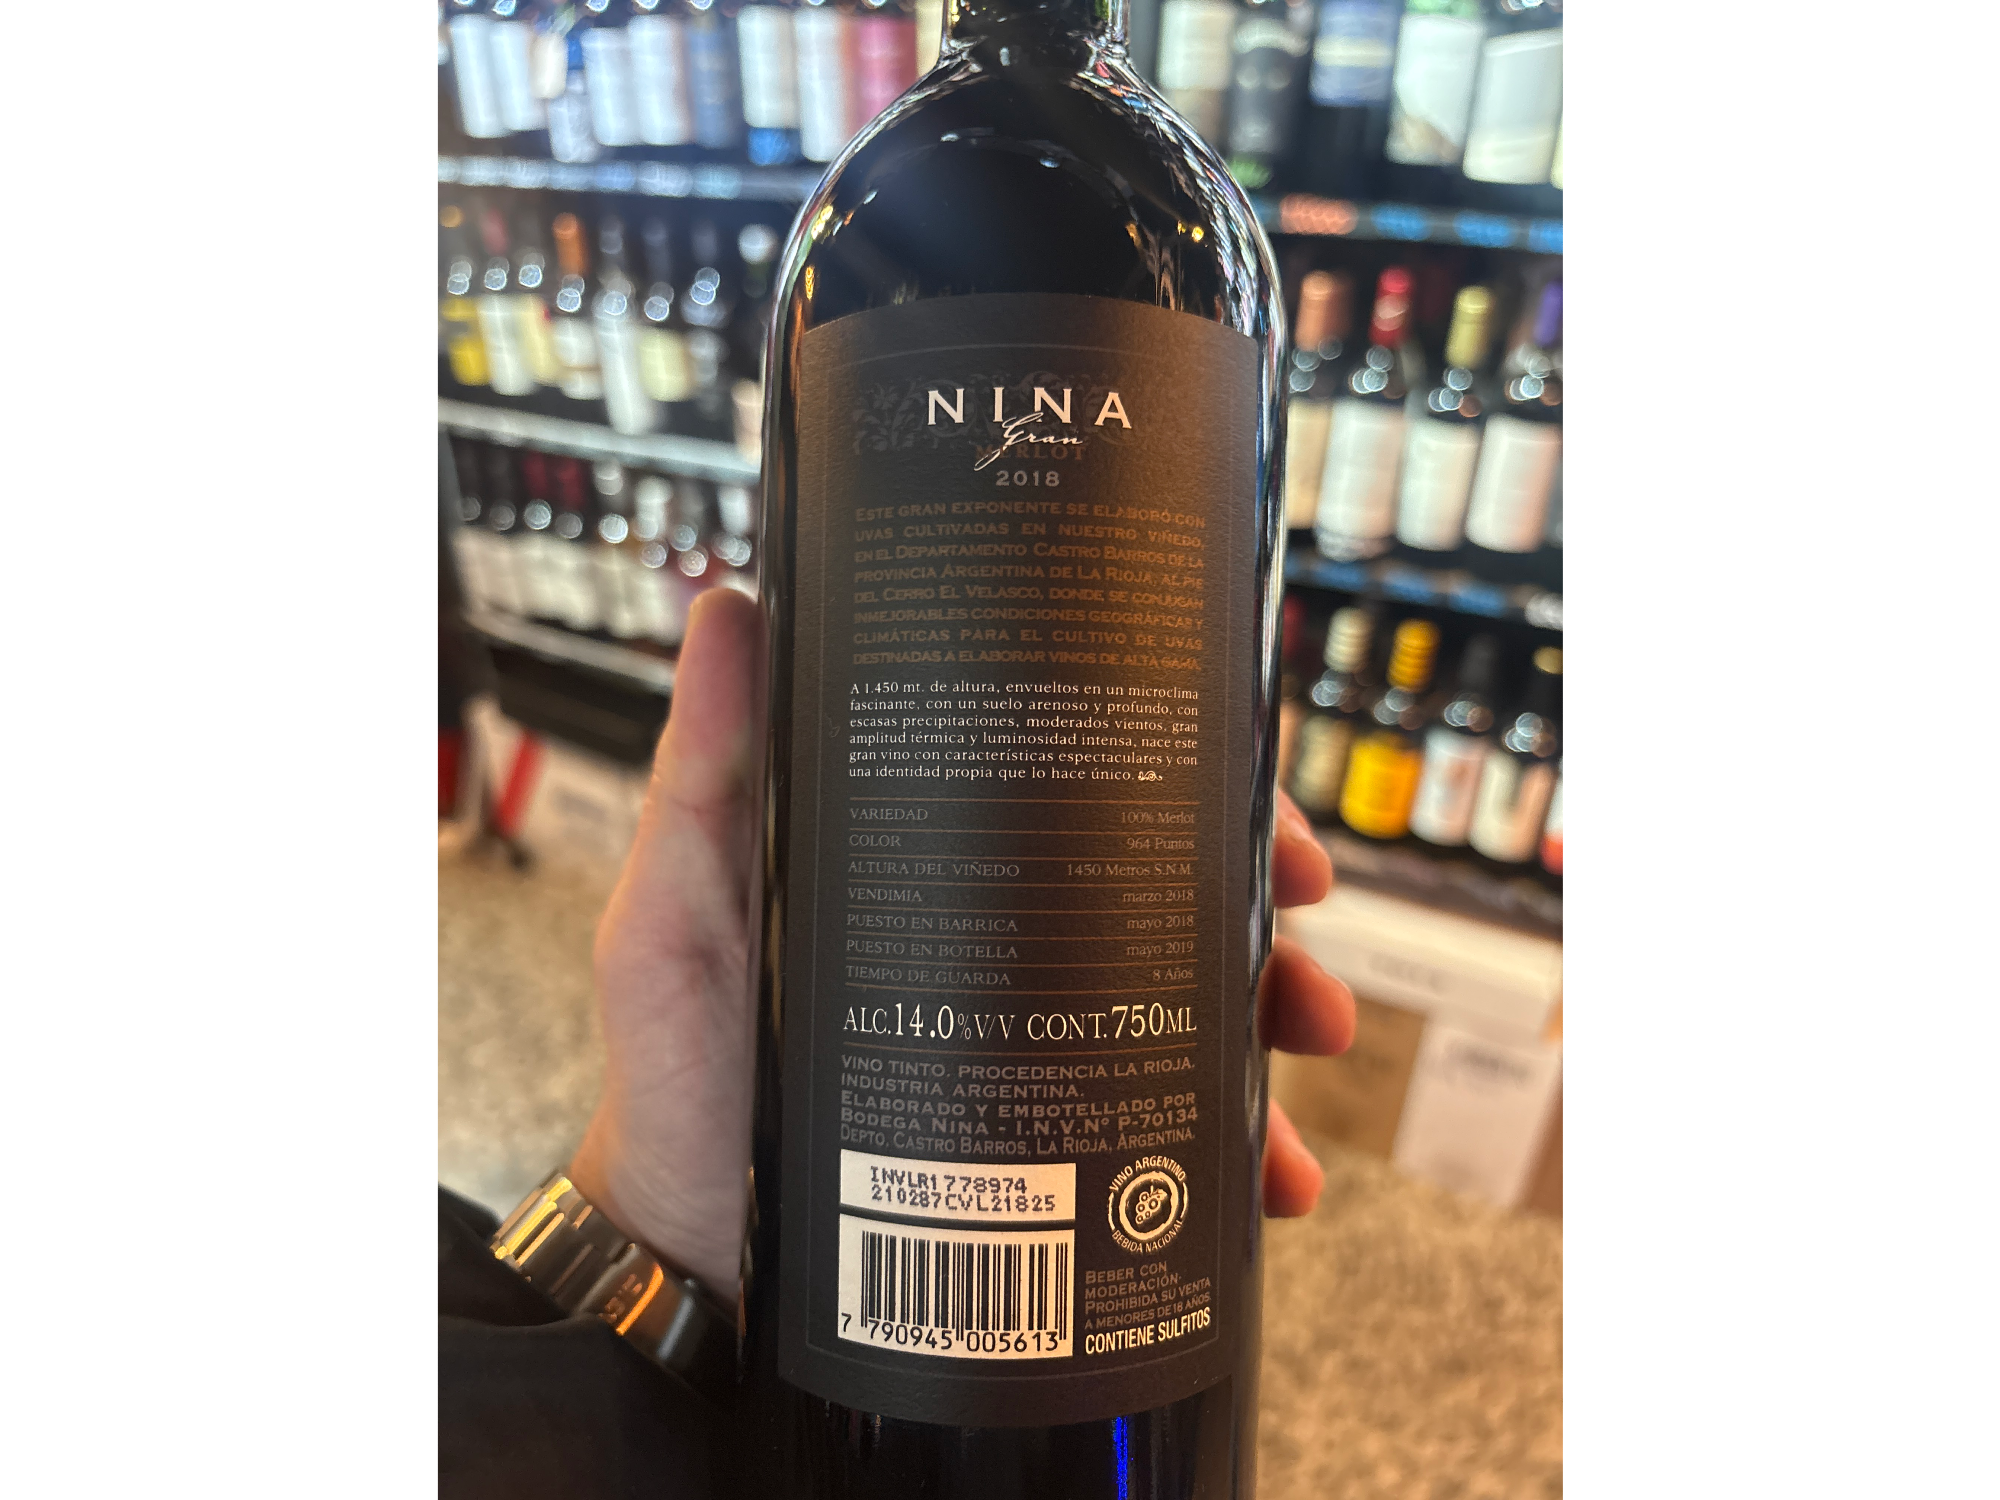 NINA
Gran
MERLOT
2018
ESTE GRAN EXPONENTE SE ELABORÓ CON
UVAS CULTIVADAS EN NUESTRO VIÑEDO,
EN EL DEPARTAMENTO CASTRO BARROS DE LA
PROVINCIA ARGENTINA DE LA RIOJA, AL PIE
DEL CERRO EL VELASCO, DONDE SE CONJUGAN
INMEJORABLES CONDICIONES GEOGRÁFICAS Y
CLIMÁTICAS PARA EL CULTIVO DE UVAS
DESTINADAS A ELABORAR VINOS DE ALTA GAMA.
A 1.450 mt. de altura, envueltos en un microclima
fascinante, con un suelo arenoso y profundo, con
escasas precipitaciones, moderados vientos, gran
amplitud térmica y luminosidad intensa, nace este
gran vino con características espectaculares y con
una identidad propia que lo hace único.
VARIEDAD 100% Merlot
COLOR 964 Puntos
ALTURA DEL VIÑEDO 1450 Metros S.N.M.
VENDIMIA marzo 2018
PUESTO EN BARRICA mayo 2018
PUESTO EN BOTELLA mayo 2019
TIEMPO DE GUARDA 8 Años
ALC.14.0%V/V CONT.750ML
VINO TINTO. PROCEDENCIA LA RIOJA.
INDUSTRIA ARGENTINA.
ELABORADO Y EMBOTELLADO POR
BODEGA NINA - I.N.V.Nº P-70134
DEPTO. CASTRO BARROS, LA RIOJA, ARGENTINA.
INVLR1778974
210287CVL21825
7 790945 005613
VINO ARGENTINO
BEBIDA NACIONAL
BEBER CON
MODERACIÓN.
PROHIBIDA SU VENTA
A MENORES DE 18 AÑOS
CONTIENE SULFITOS